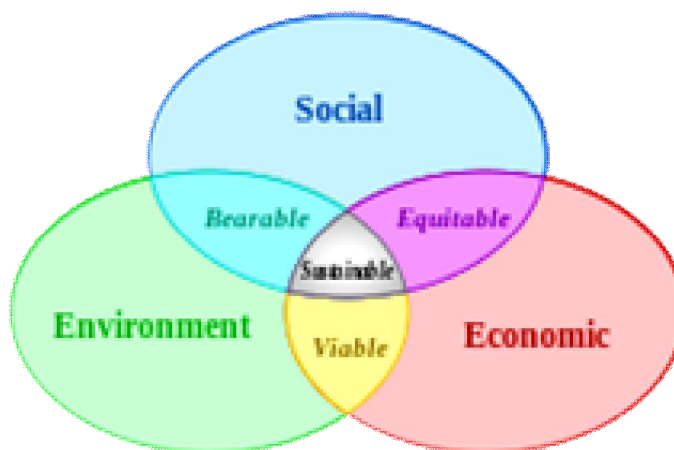 Social
Bearable
Equitable
Sustainable
Environment
Viable
Economic